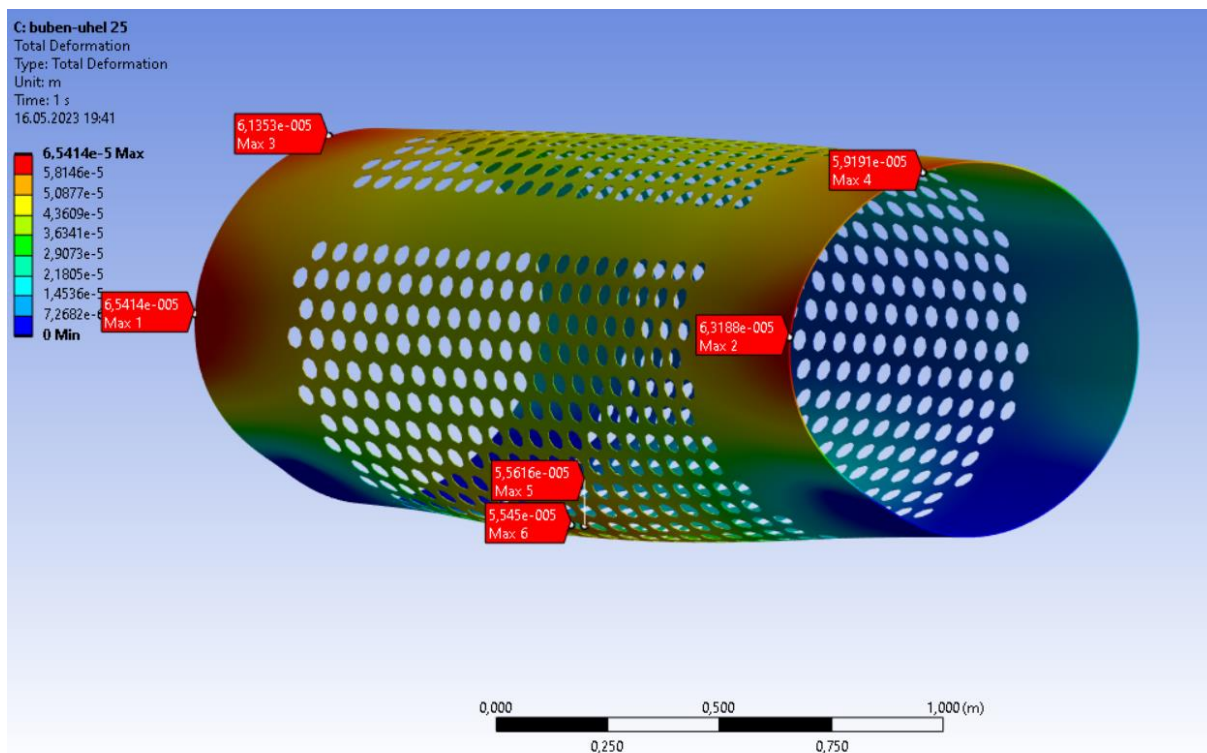 C: buben-uhel 25
Total Deformation
Type: Total Deformation
Unit: m
Time: 1 s
16.05.2023 19:41
6,5414e-5 Max
5,8146e-5
5,0877e-5
4,3609e-5
3,6341e-5
2,9073e-5
2,1805e-5
1,4536e-5
7,2682e-
0 Min
6,1353e-005
Max 3
5,9191e-005
Max 4
6,5414e-005
Max 1
6,3188e-005
Max 2
5,5616e-005
Max 5
5,545e-005
Max 6
0,000
0,500
1,000 (m)
0,250
0,750